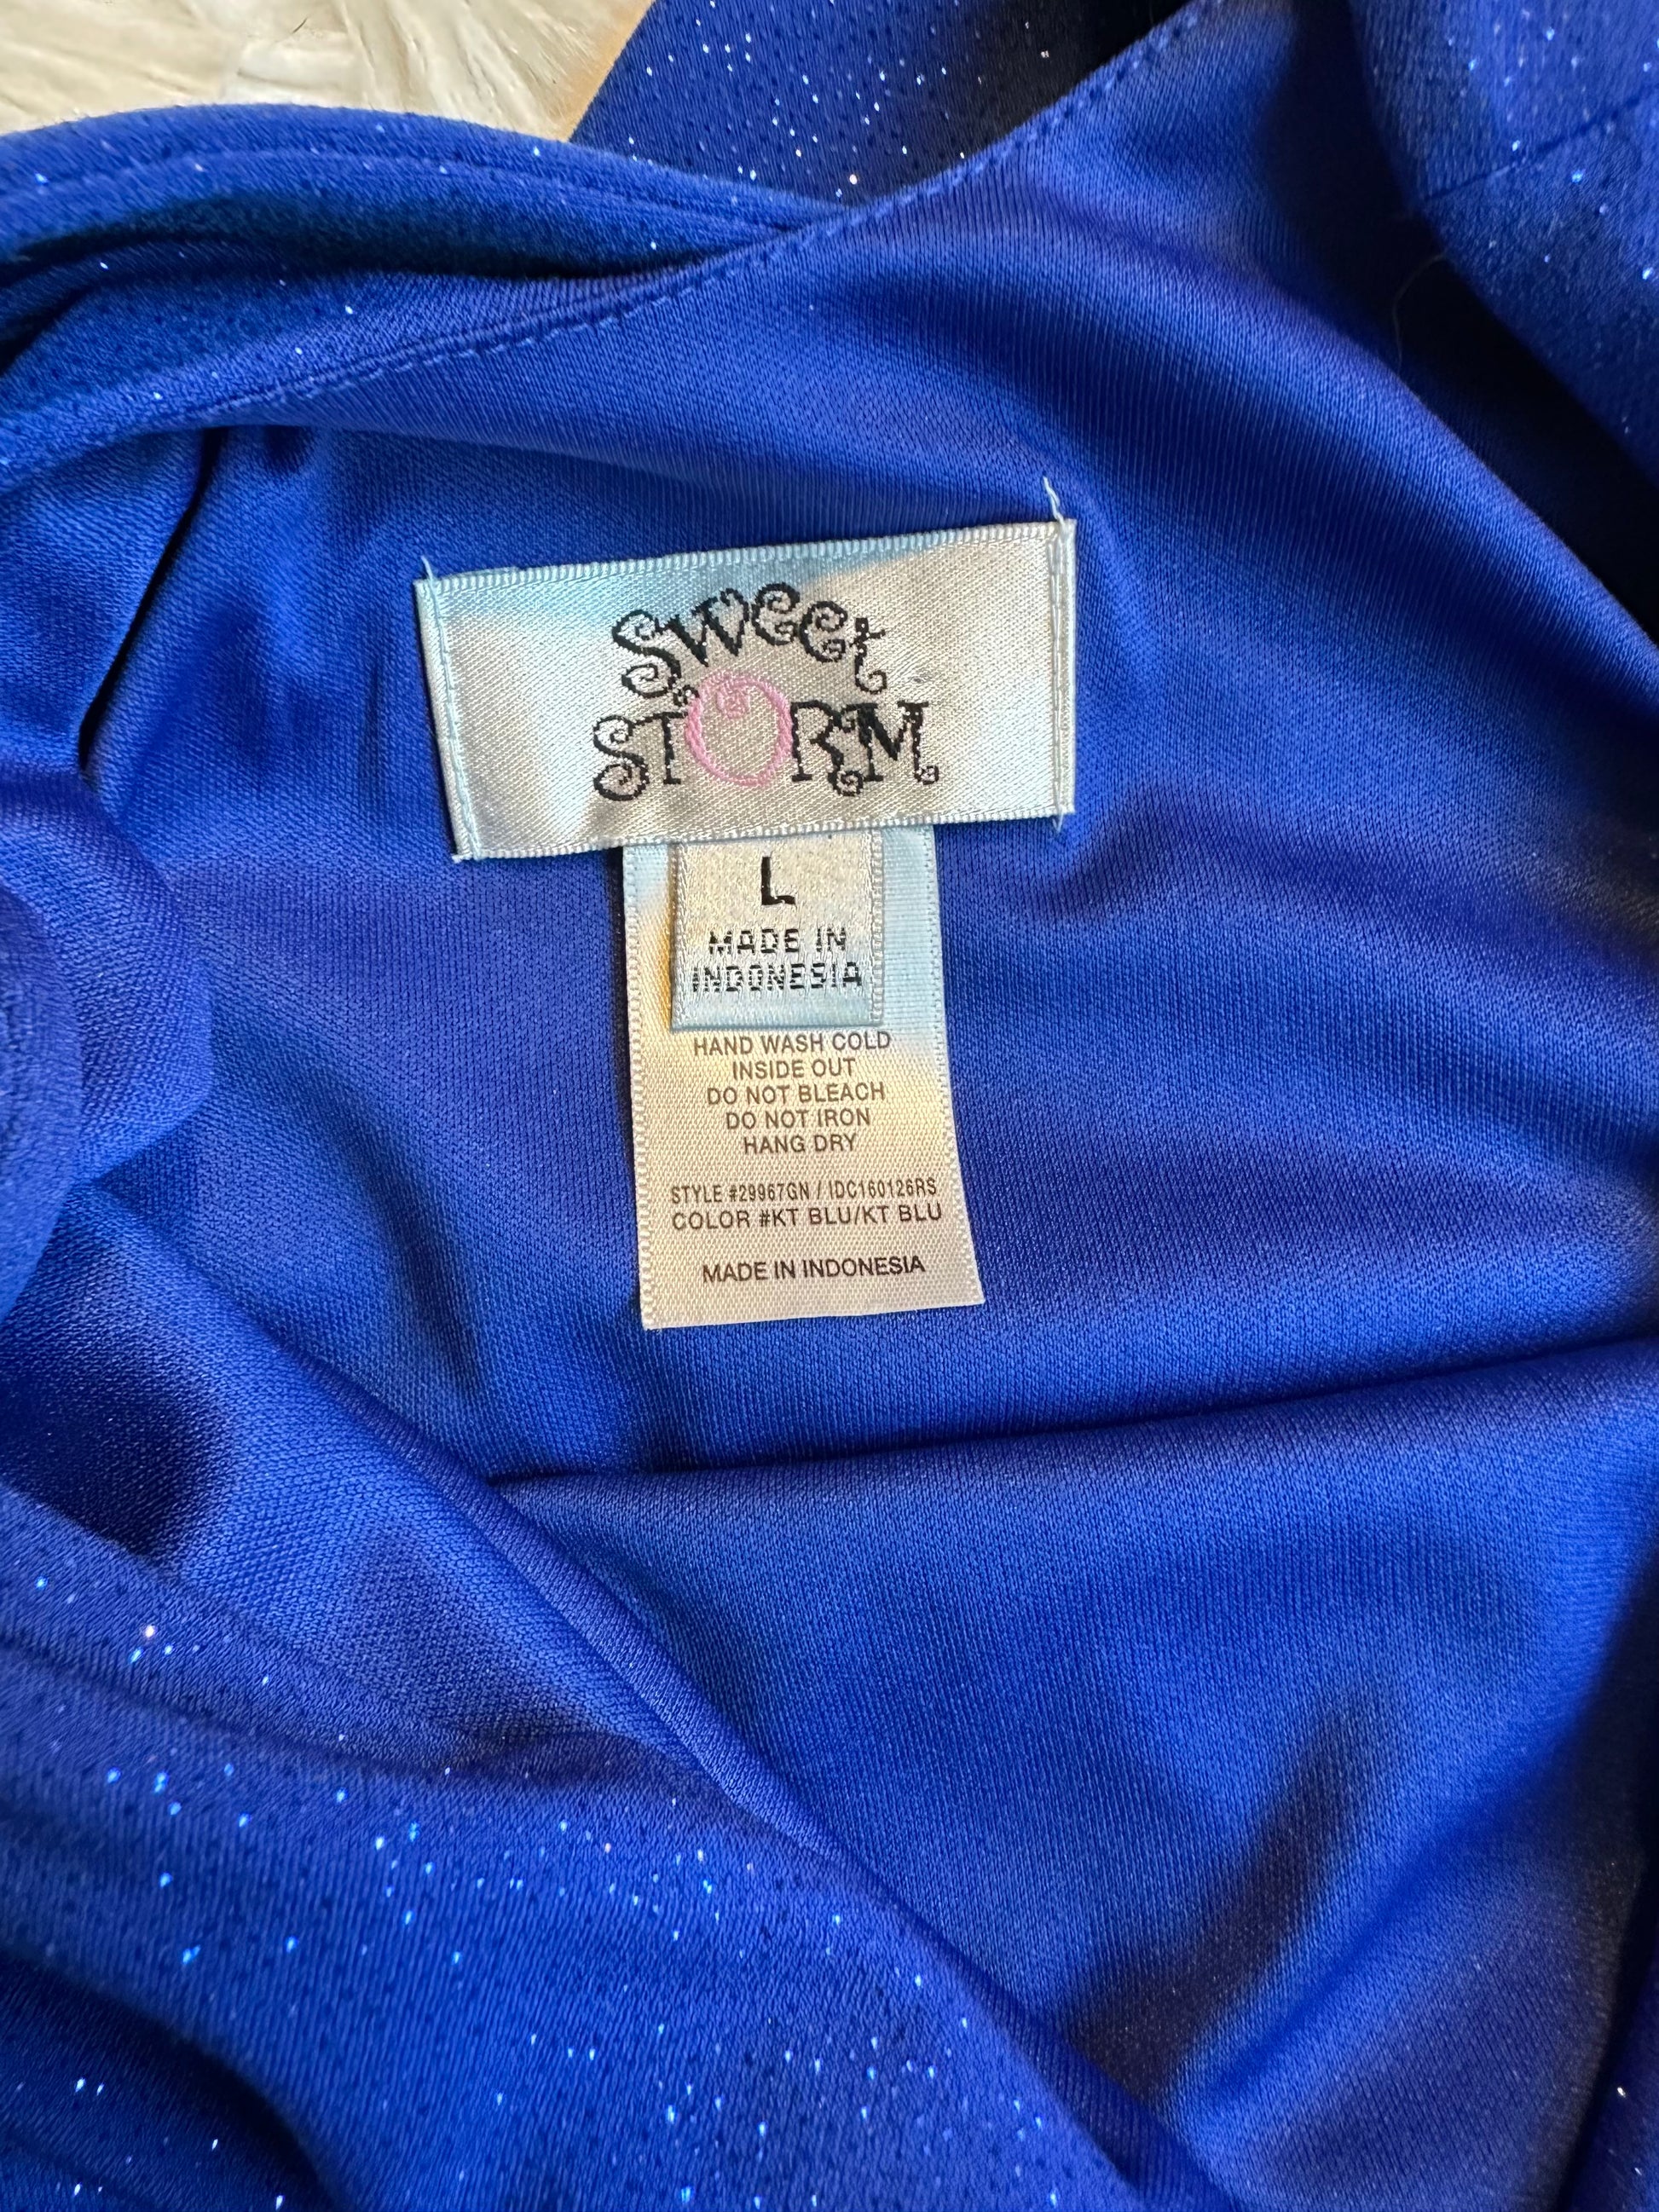 Sweet
STORM
L
MADE IN
INDONESIA
HAND WASH COLD
INSIDE OUT
DO NOT BLEACH
DO NOT IRON
HANG DRY
STYLE #29967GN / IDC160126RS
COLOR #KT BLU/KT BLU
MADE IN INDONESIA